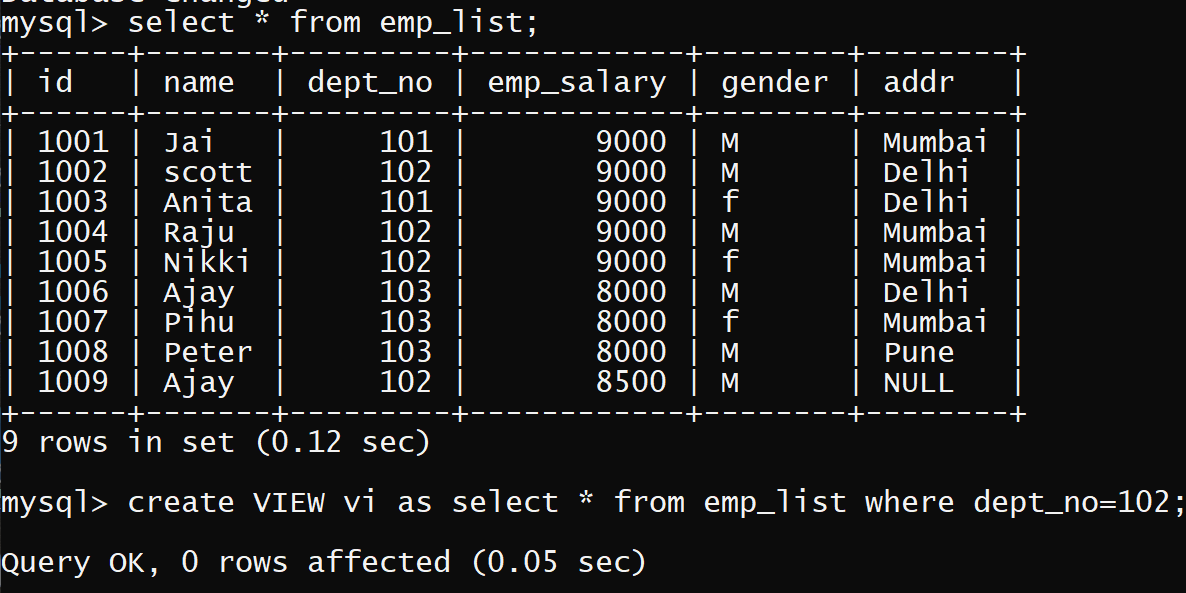 Database changed
mysql> select * from emp_list;
+------+-------+---------+------------+--------+--------+
| id   | name  | dept_no | emp_salary | gender | addr   |
+------+-------+---------+------------+--------+--------+
| 1001 | Jai   |     101 |       9000 | M      | Mumbai |
| 1002 | scott |     102 |       9000 | M      | Delhi  |
| 1003 | Anita |     101 |       9000 | f      | Delhi  |
| 1004 | Raju  |     102 |       9000 | M      | Mumbai |
| 1005 | Nikki |     102 |       9000 | f      | Mumbai |
| 1006 | Ajay  |     103 |       8000 | M      | Delhi  |
| 1007 | Pihu  |     103 |       8000 | f      | Mumbai |
| 1008 | Peter |     103 |       8000 | M      | Pune   |
| 1009 | Ajay  |     102 |       8500 | M      | NULL   |
+------+-------+---------+------------+--------+--------+
9 rows in set (0.12 sec)
mysql> create VIEW vi as select * from emp_list where dept_no=102;
Query OK, 0 rows affected (0.05 sec)